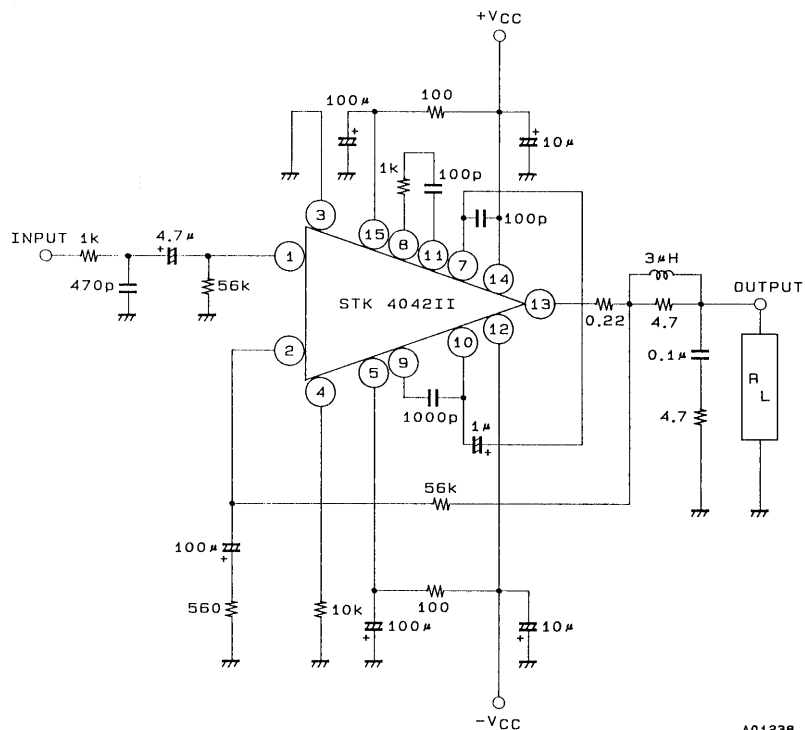 +VCC
100µ
100
+
+
10µ
1k
100p
100p
3
15
8
11
7
14
INPUT 1k
4.7µ
+
1
470p
56k
STK 4042II
13
3µH
OUTPUT
0.22
4.7
12
0.1µ
RL
2
10
9
5
4
1000p
1µ
+
4.7
56k
100µ
+
560
10k
100
100µ
+
10µ
+
-VCC
A01238